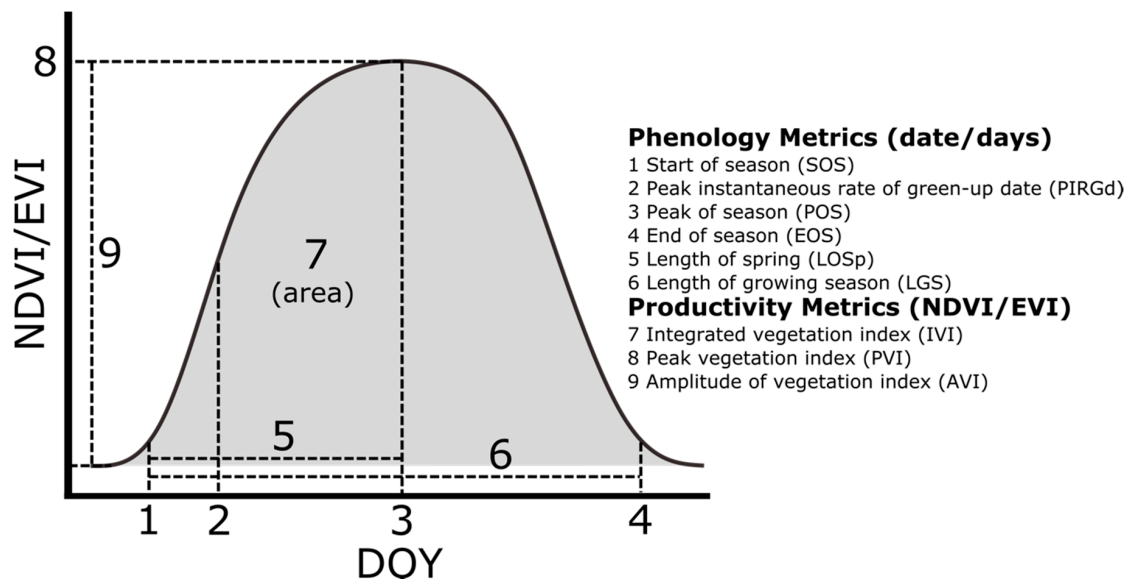 8
NDVI/EVI
9
7
(area)
5
6
1 2 3 4
DOY
Phenology Metrics (date/days)
1 Start of season (SOS)
2 Peak instantaneous rate of green-up date (PIRGd)
3 Peak of season (POS)
4 End of season (EOS)
5 Length of spring (LOSp)
6 Length of growing season (LGS)
Productivity Metrics (NDVI/EVI)
7 Integrated vegetation index (IVI)
8 Peak vegetation index (PVI)
9 Amplitude of vegetation index (AVI)